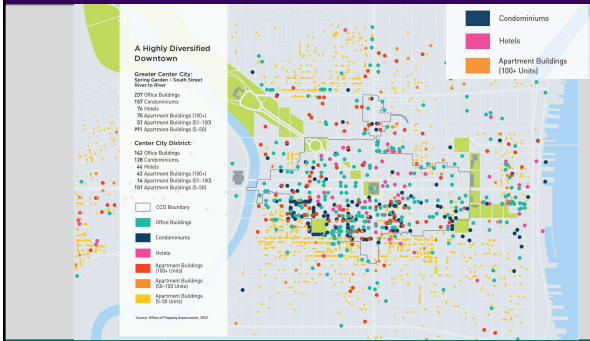 A Highly Diversified
Downtown
Greater Center City:
Spring Garden – South Street
River to River
237 Office Buildings
157 Condominiums
76 Hotels
75 Apartment Buildings (100+)
51 Apartment Buildings (51–100)
991 Apartment Buildings (5-50)
Center City District:
162 Office Buildings
128 Condominiums
46 Hotels
42 Apartment Buildings (100+)
14 Apartment Buildings (51–100)
151 Apartment Buildings (5-50)
CCD Boundary
Office Buildings
Condominiums
Hotels
Apartment Buildings
(100+ Units)
Apartment Buildings
(50–100 Units)
Apartment Buildings
(5-50 Units)
Source: Office of Property Assessment, 2022
Condominiums
Hotels
Apartment Buildings
(100+ Units)